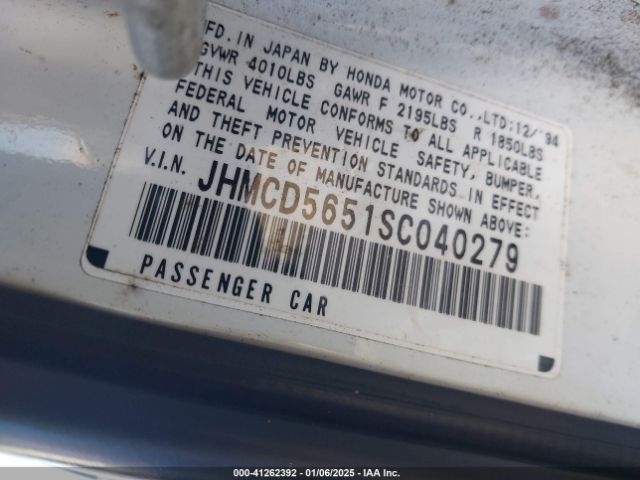 MFD. IN JAPAN BY HONDA MOTOR CO.,LTD:12/'94
GVWR 4010LBS GAWR F 2195LBS R 1850LBS
THIS VEHICLE CONFORMS TO ALL APPLICABLE
FEDERAL MOTOR VEHICLE SAFETY, BUMPER,
AND THEFT PREVENTION STANDARDS IN EFFECT
ON THE DATE OF MANUFACTURE SHOWN ABOVE:
V.I.N. JHMCD5651SC040279
PASSENGER CAR
000-41262392 - 01/06/2025 - IAA Inc.